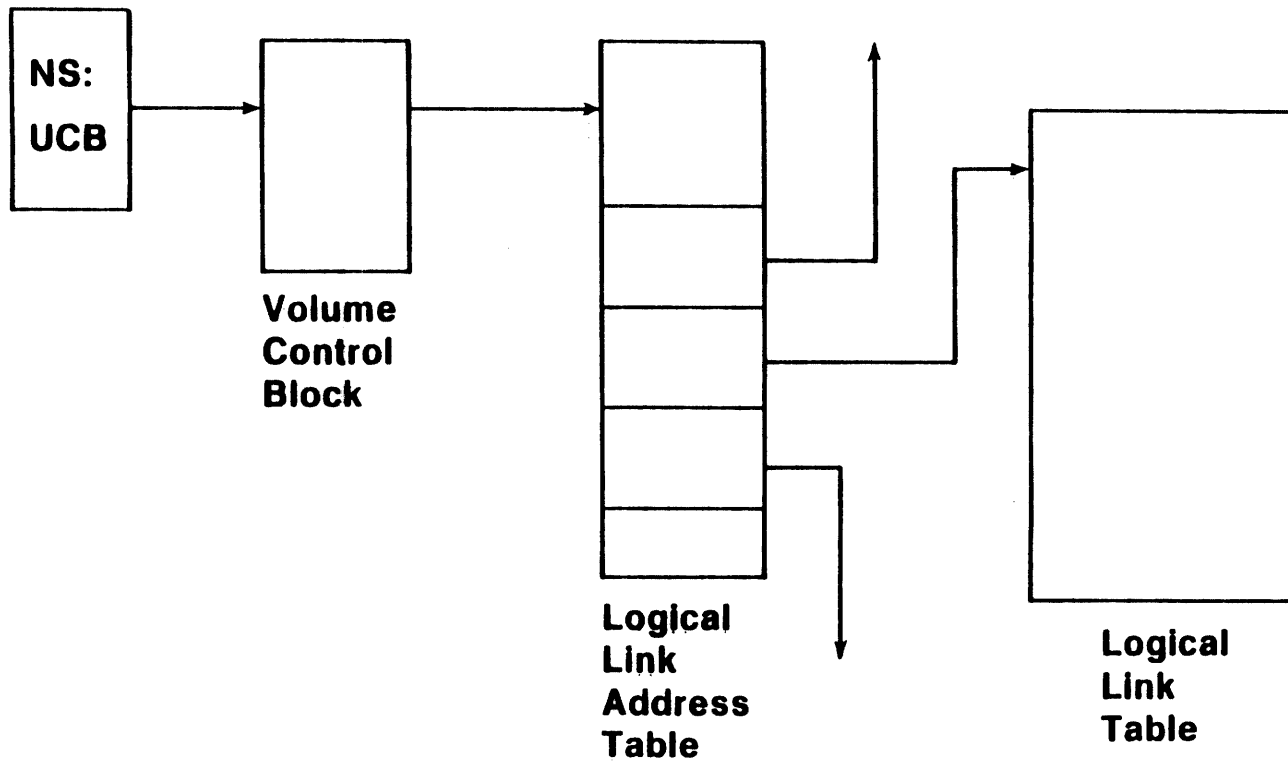 NS:
UCB
Volume
Control
Block
Logical
Link
Address
Table
Logical
Link
Table